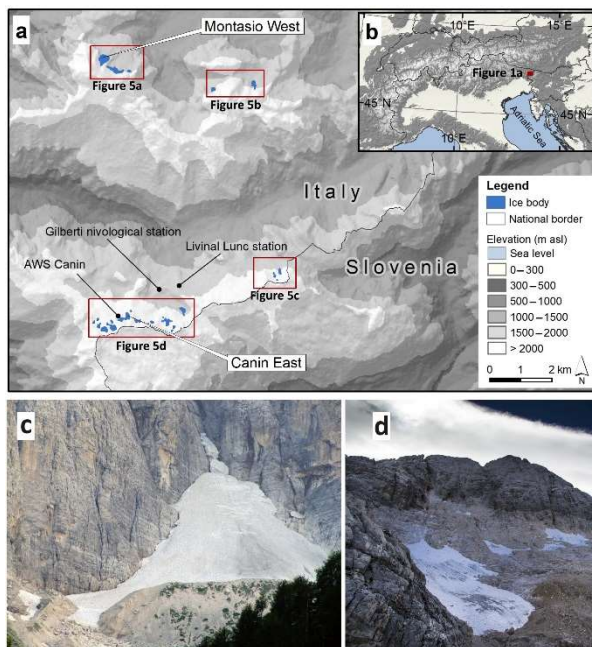 a
Montasio West
Figure 5a
Figure 5b
Italy
Gilberti nivological station
Livinal Lunc station
AWS Canin
Slovenia
Figure 5c
Figure 5d
Canin East
b
10°E
15°E
Figure 1a
45°N
45°N
Adriatic Sea
10°E
15°E
Legend
Ice body
National border
Elevation (m asl)
Sea level
0–300
300–500
500–1000
1000–1500
1500–2000
> 2000
0 1 2 km
N
c
d